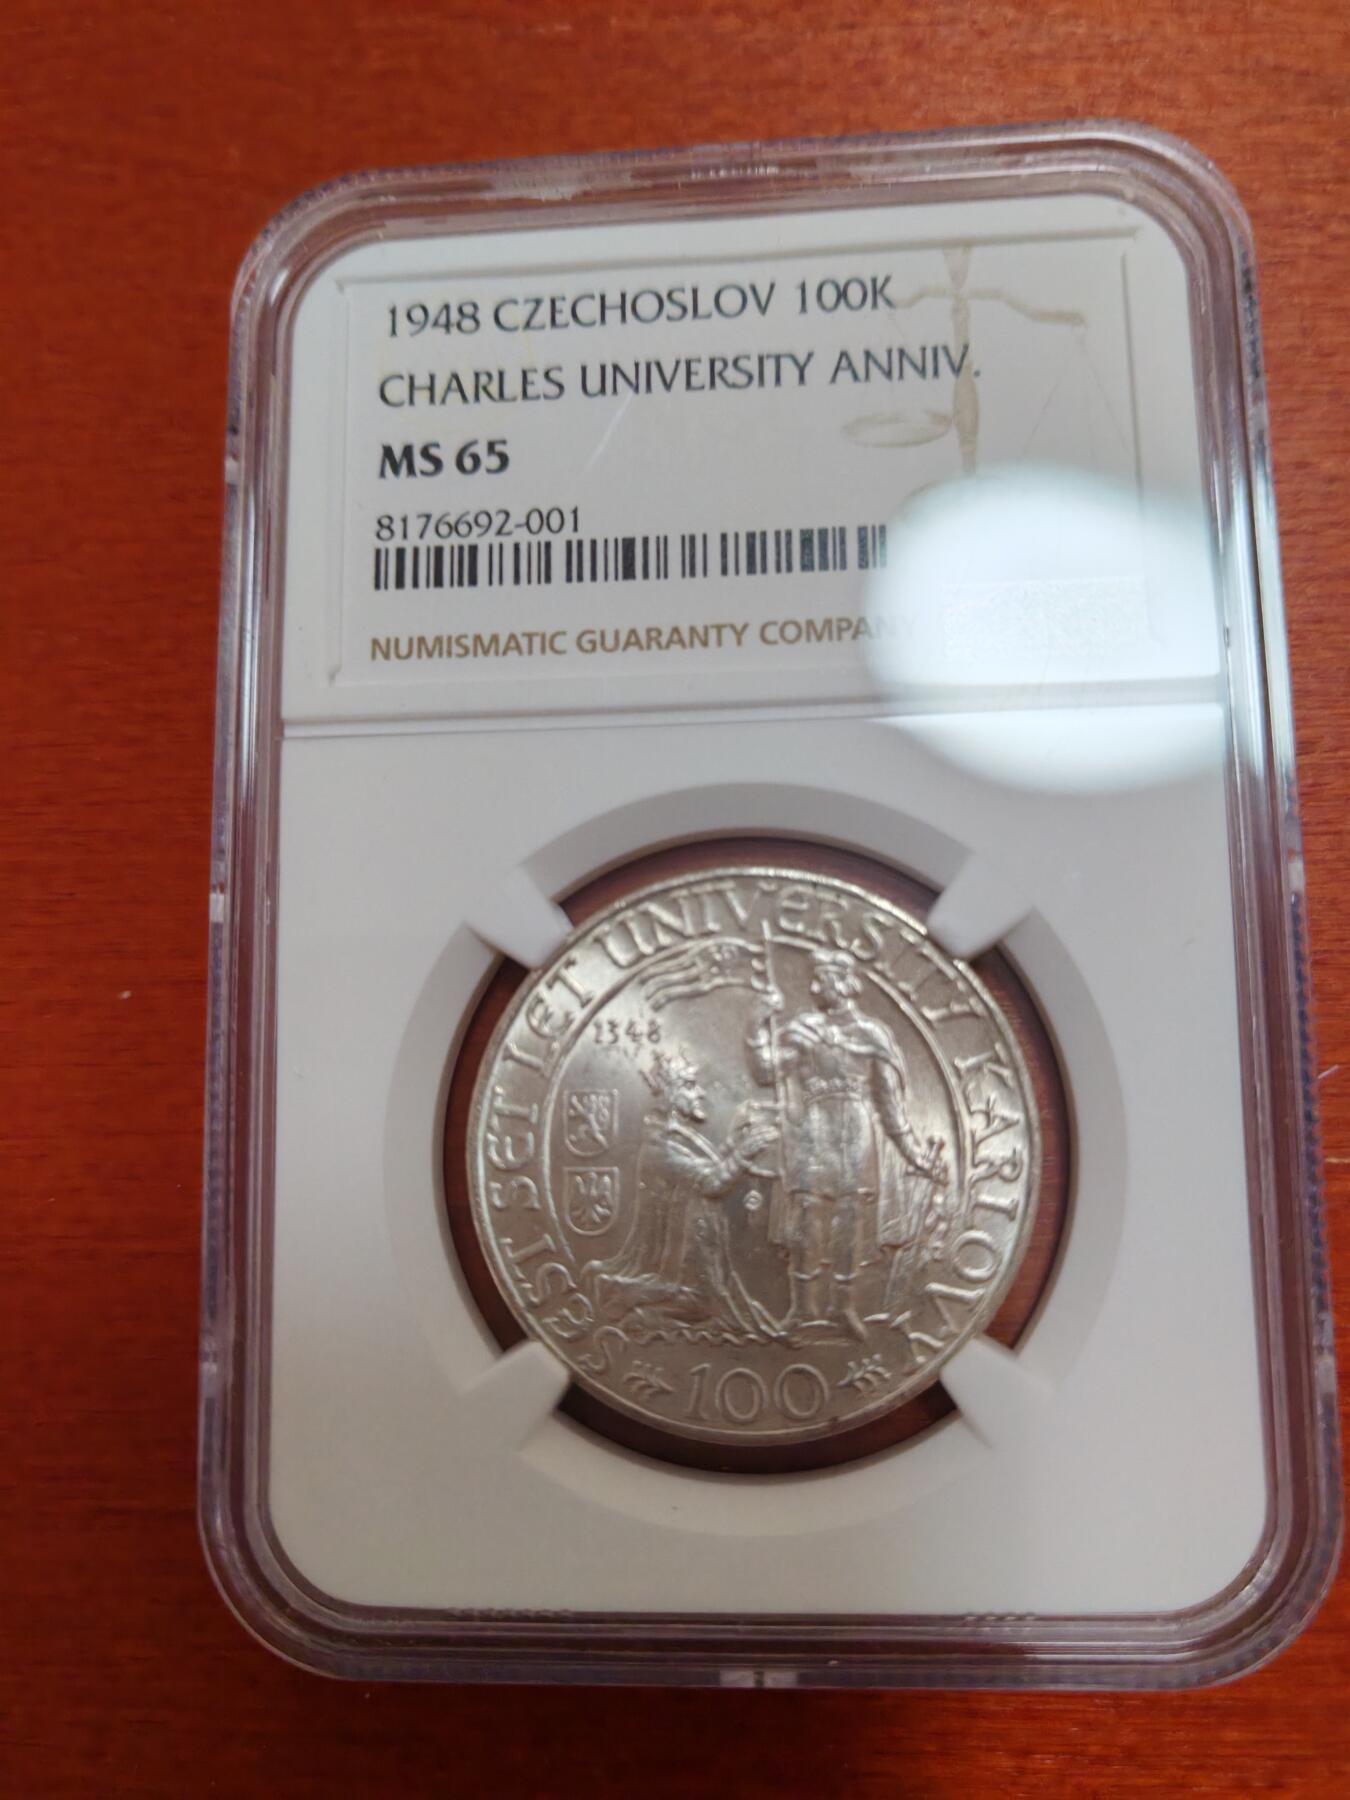 1948 CZECHOSLOV 100K
CHARLES UNIVERSITY ANNIV.
MS 65
8176692-001
NUMISMATIC GUARANTY COMPANY
ŠEST SET LET UNIVERSITY KARLOVY
1348
100